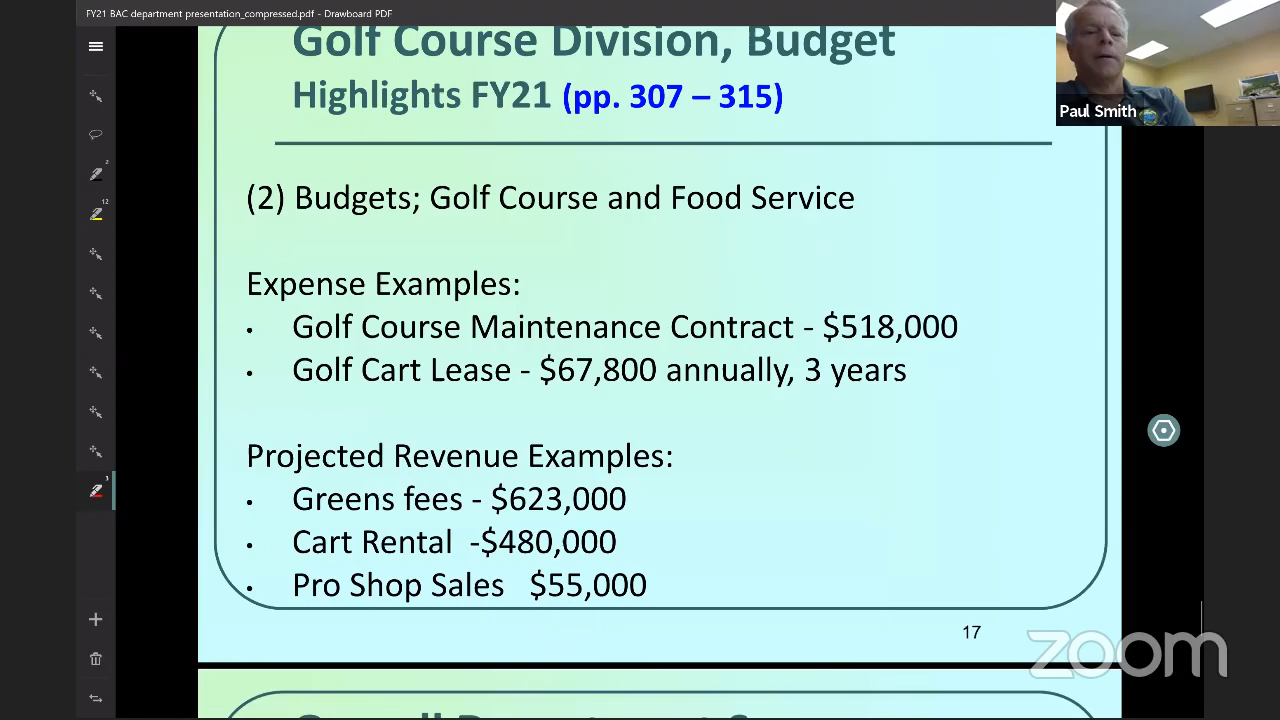 FY21 BAC department presentation_compressed.pdf - Drawboard PDF
Golf Course Division, Budget
Highlights FY21 (pp. 307 – 315)
Paul Smith
(2) Budgets; Golf Course and Food Service
Expense Examples:
• Golf Course Maintenance Contract - $518,000
• Golf Cart Lease - $67,800 annually, 3 years
Projected Revenue Examples:
• Greens fees - $623,000
• Cart Rental  -$480,000
• Pro Shop Sales   $55,000
17
zoom
2
12
3